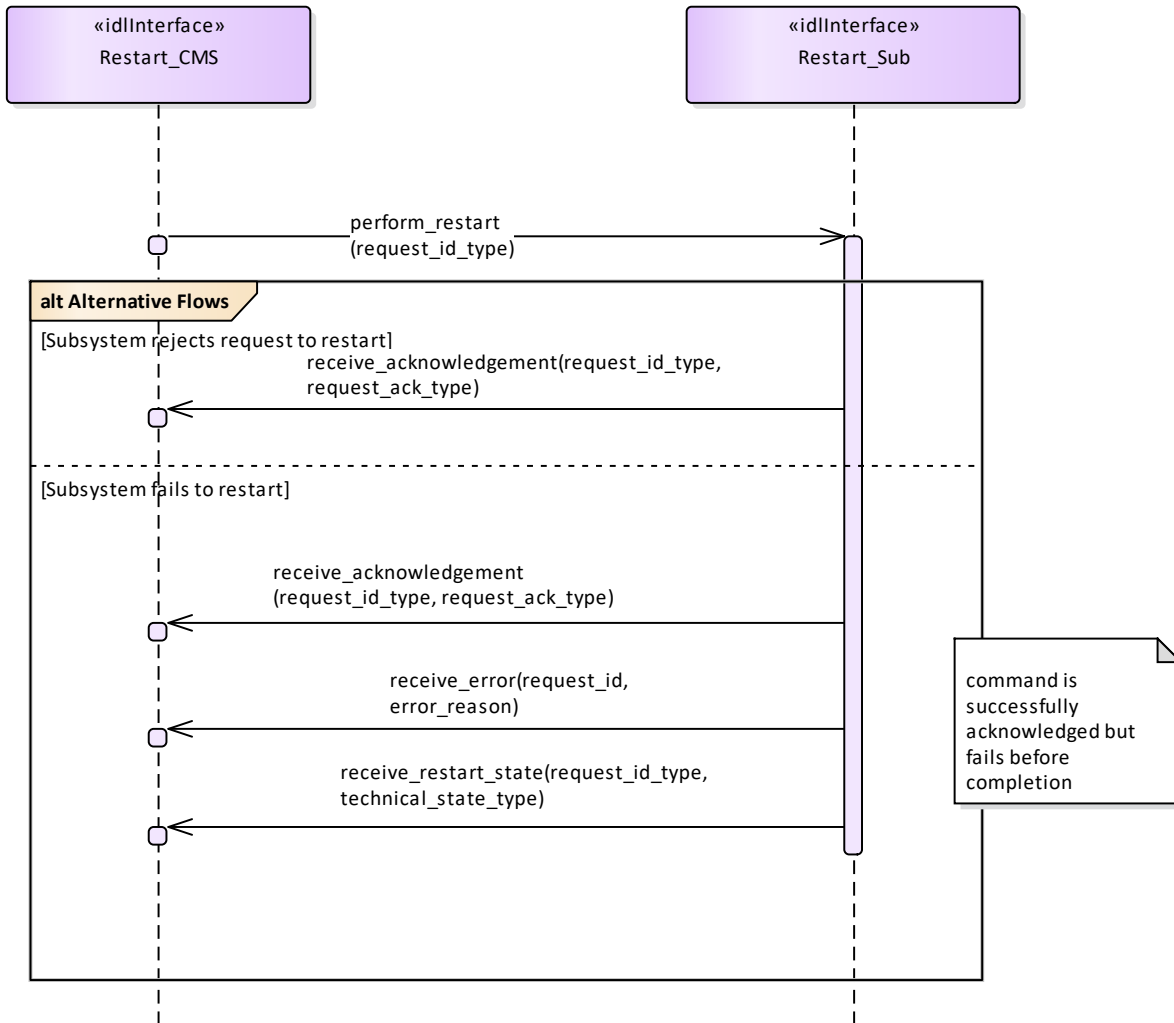 «idlInterface»
Restart_CMS
«idlInterface»
Restart_Sub
perform_restart
(request_id_type)
alt Alternative Flows
[Subsystem rejects request to restart]
receive_acknowledgement(request_id_type,
request_ack_type)
[Subsystem fails to restart]
receive_acknowledgement
(request_id_type, request_ack_type)
receive_error(request_id,
error_reason)
command is
successfully
acknowledged but
fails before
completion
receive_restart_state(request_id_type,
technical_state_type)